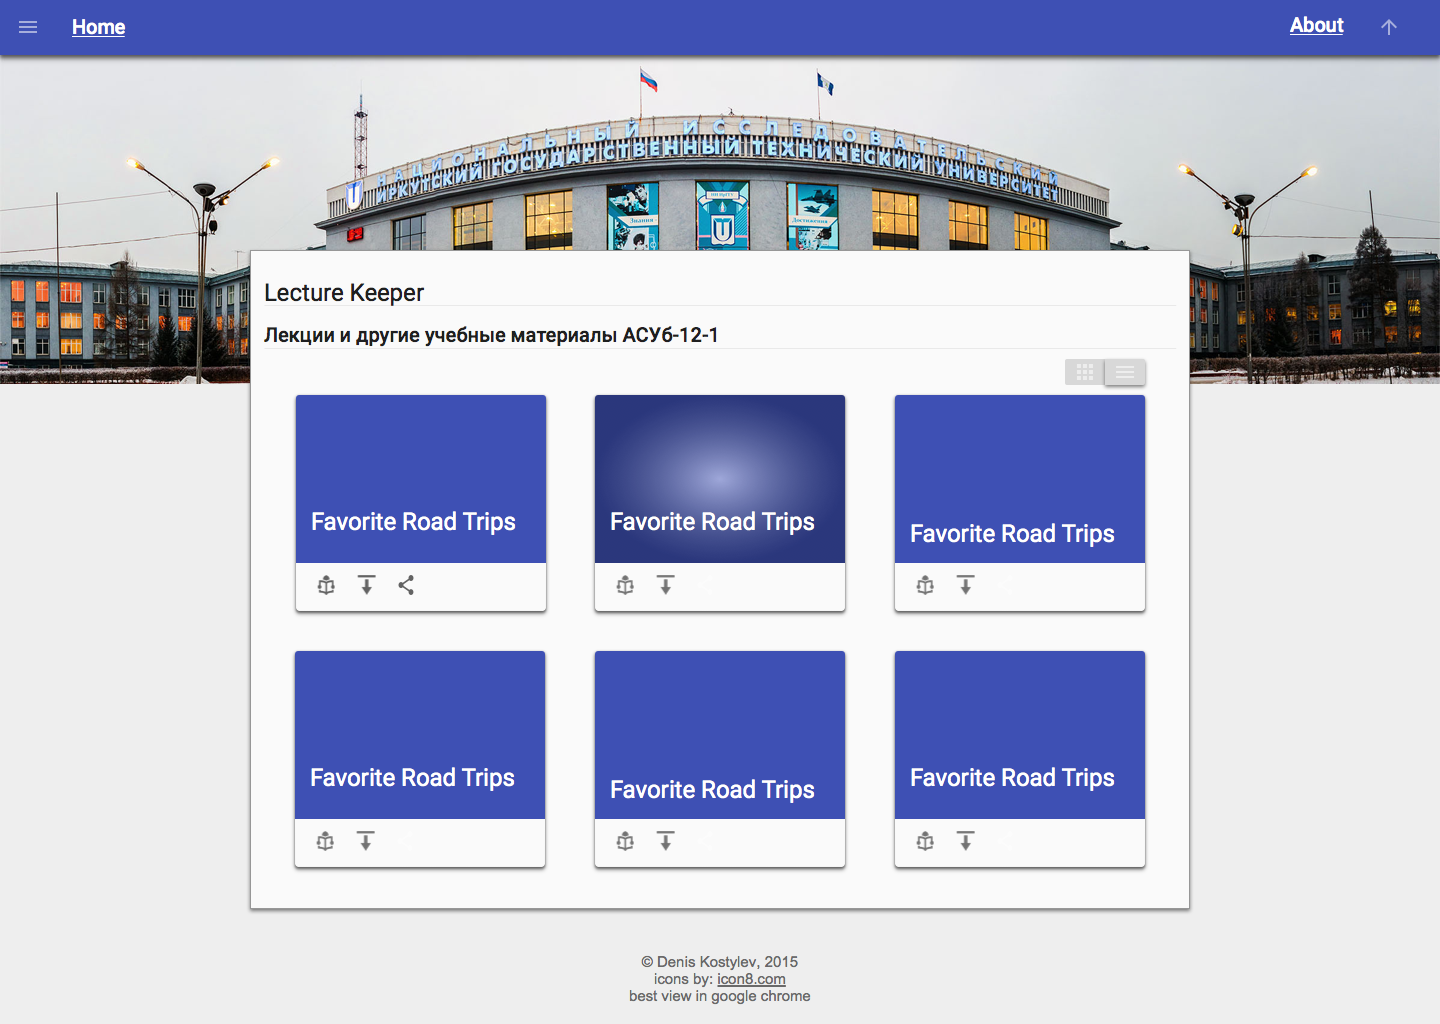 Home
About
НАЦИОНАЛЬНЫЙ ИССЛЕДОВАТЕЛЬСКИЙ
ИРКУТСКИЙ ГОСУДАРСТВЕННЫЙ ТЕХНИЧЕСКИЙ УНИВЕРСИТЕТ
Знания
Достижения
Lecture Keeper
Лекции и другие учебные материалы АСУб-12-1
Favorite Road Trips
Favorite Road Trips
Favorite Road Trips
Favorite Road Trips
Favorite Road Trips
Favorite Road Trips
© Denis Kostylev, 2015
icons by: icon8.com
best view in google chrome